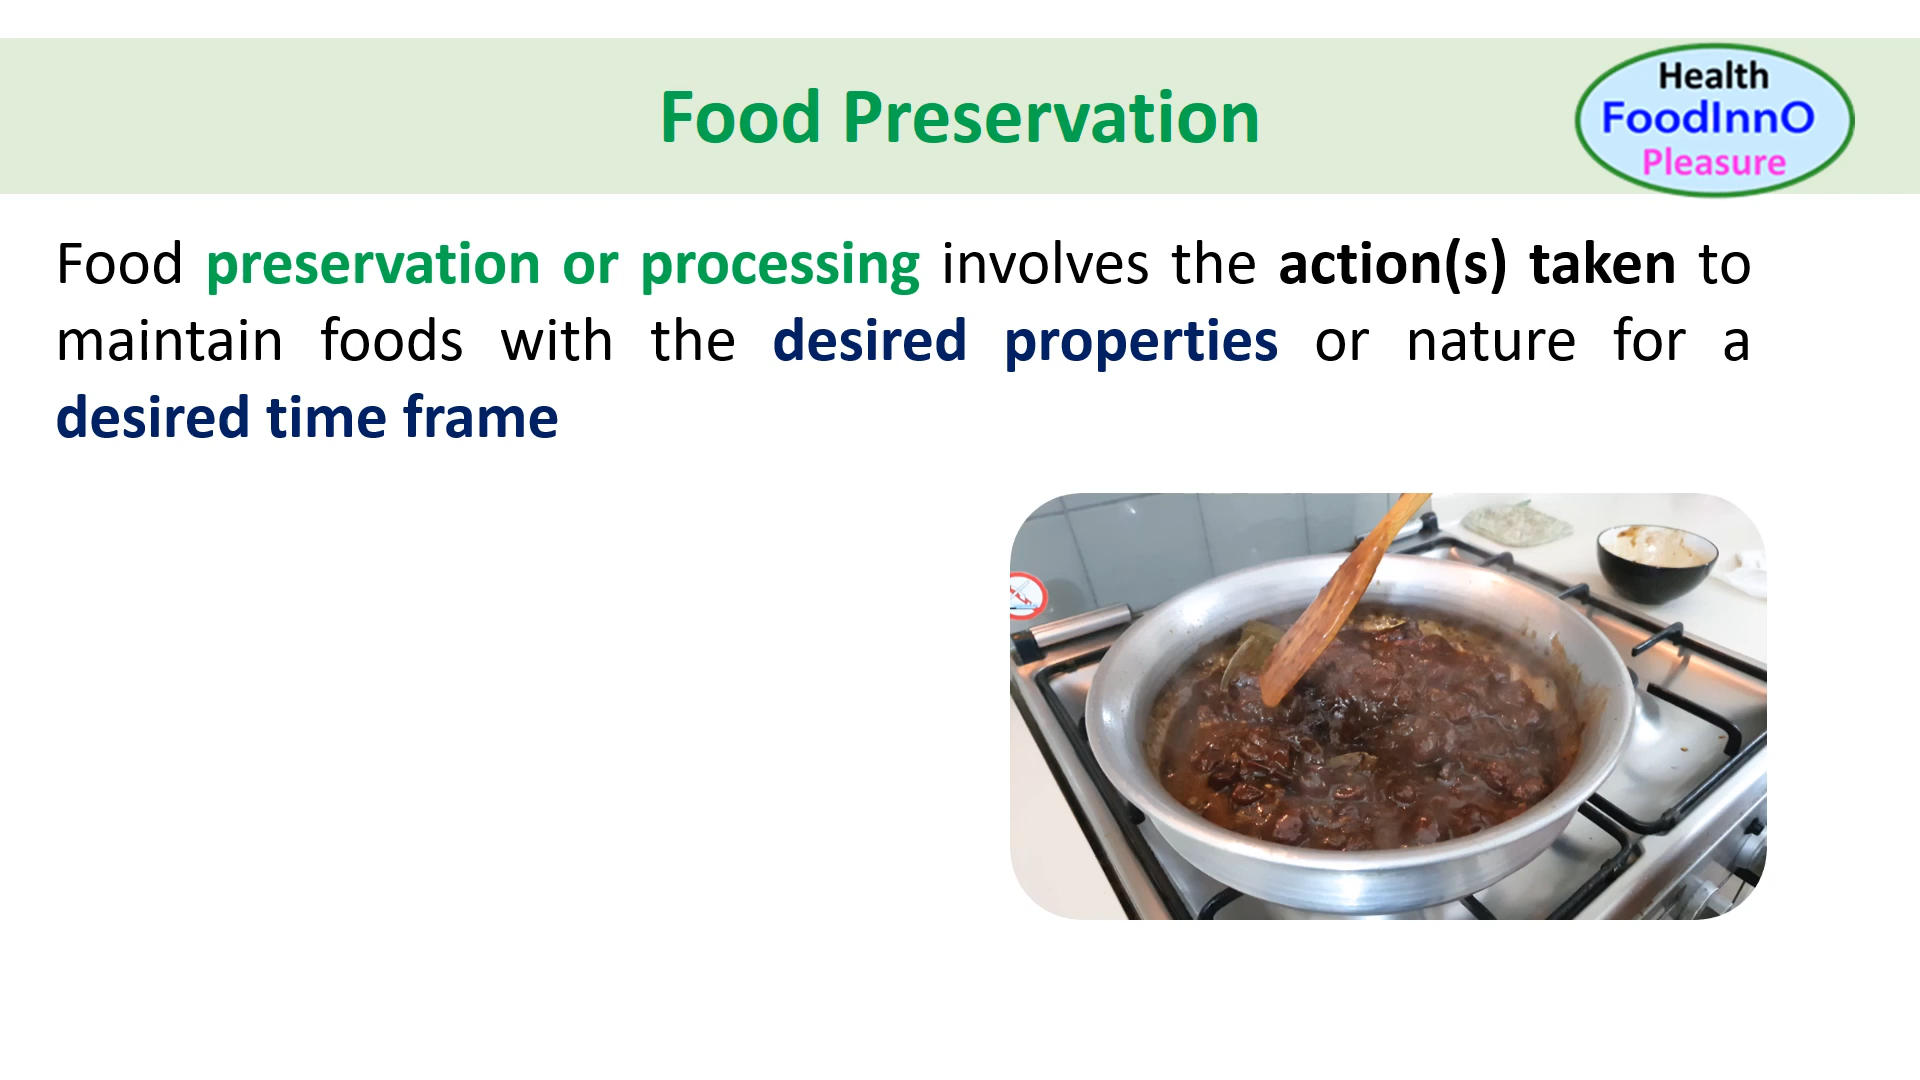 Food Preservation
Health
FoodInnO
Pleasure
Food preservation or processing involves the action(s) taken to
maintain foods with the desired properties or nature for a
desired time frame